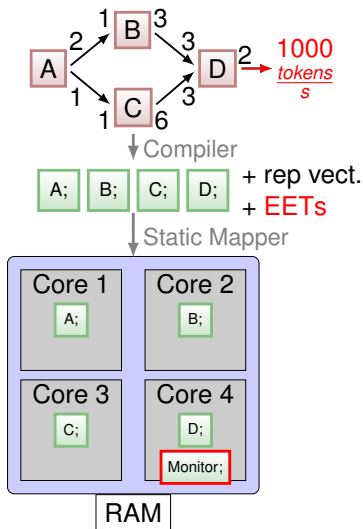 1 B 3
2 3
A D 2 1000
tokens
s
1 3
1 C 6
Compiler
A; B; C; D; + rep vect.
+ EETs
Static Mapper
Core 1 Core 2
A; B;
Core 3 Core 4
C; D;
Monitor;
RAM